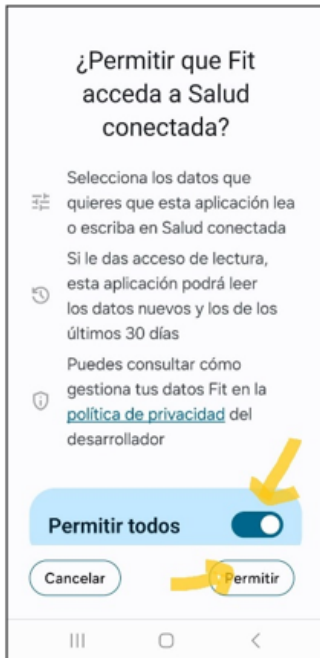 ¿Permitir que Fit
acceda a Salud
conectada?
Selecciona los datos que
quieres que esta aplicación lea
o escriba en Salud conectada
Si le das acceso de lectura,
esta aplicación podrá leer
los datos nuevos y los de los
últimos 30 días
Puedes consultar cómo
gestiona tus datos Fit en la
política de privacidad del
desarrollador
Permitir todos
Cancelar
Permitir